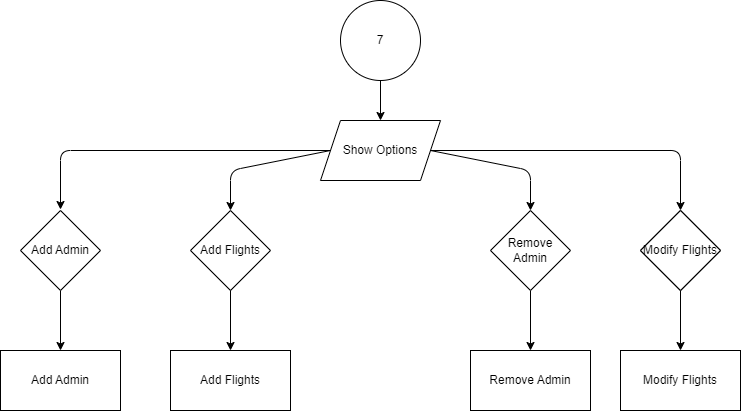 7
Show Options
Add Admin
Add Flights
Remove
Admin
Modify Flights
Add Admin
Add Flights
Remove Admin
Modify Flights